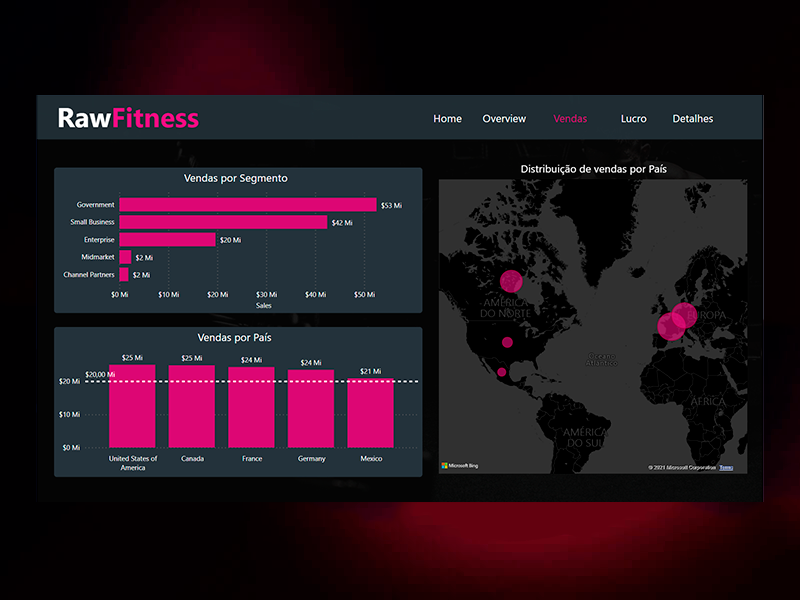 RawFitness
Home Overview Vendas Lucro Detalhes
Vendas por Segmento
Government $53 Mi
Small Business $42 Mi
Enterprise $20 Mi
Midmarket $2 Mi
Channel Partners $2 Mi
$0 Mi $10 Mi $20 Mi $30 Mi $40 Mi $50 Mi
Sales
Vendas por País
$25 Mi $25 Mi $24 Mi $24 Mi $21 Mi
$20,00 Mi
$20 Mi
$10 Mi
$0 Mi
United States of
America
Canada France Germany Mexico
Distribuição de vendas por País
AMÉRICA
DO NORTE
EUROPA
Oceano
Atlântico
ÁFRICA
AMÉRICA
DO SUL
Microsoft Bing
© 2021 Microsoft Corporation Terms